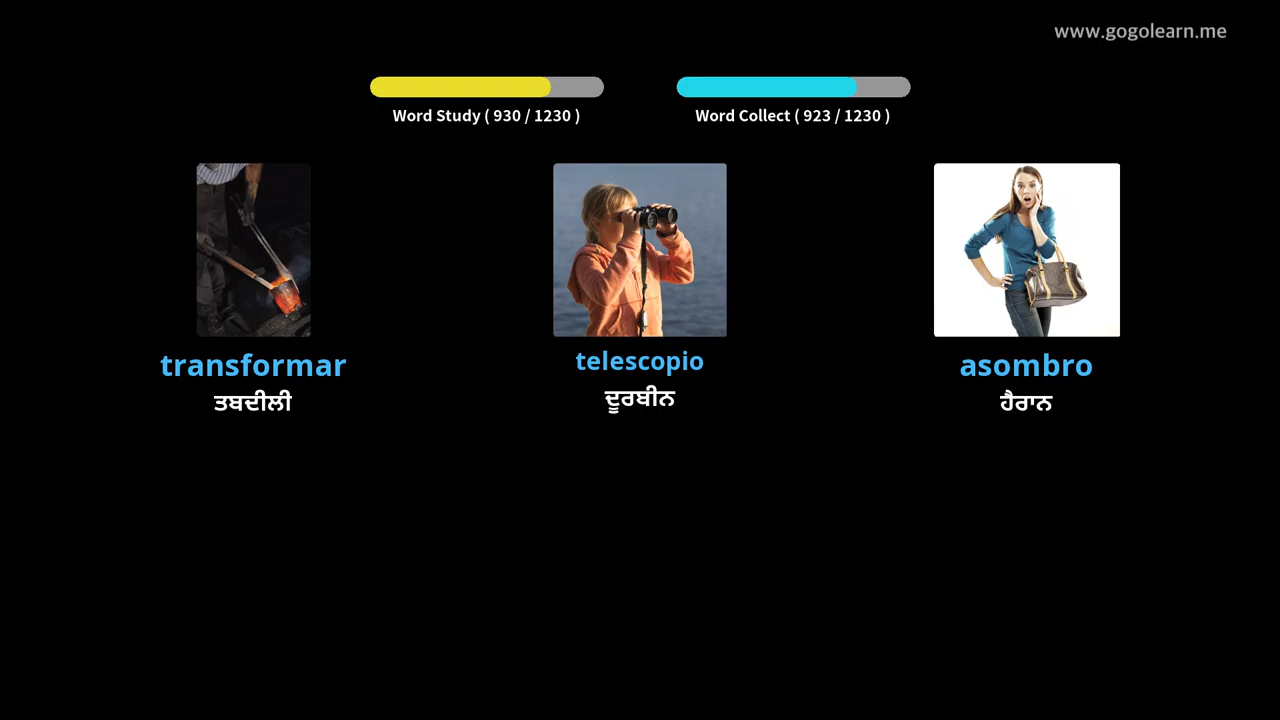 www.gogolearn.me
Word Study ( 930 / 1230 )
Word Collect ( 923 / 1230 )
transformar
ਤਬਦੀਲੀ
telescopio
ਦੂਰਬੀਨ
asombro
ਹੈਰਾਨ